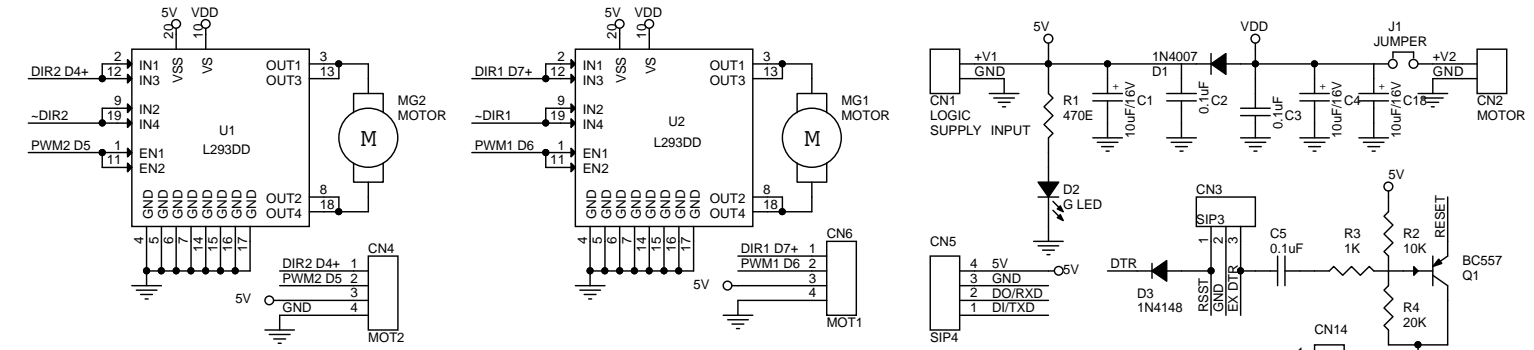 5V VDD
20 10
VSS VS
2 IN1
DIR2 D4+ 12 IN3
9 IN2
~DIR2 19 IN4
PWM2 D5 1 EN1
11 EN2
U1
L293DD
OUT1 3
OUT3 13
OUT2 8
OUT4 18
GND GND GND GND GND GND GND GND
4 5 6 7 14 15 16 17
MG2
MOTOR
M
CN4
DIR2 D4+ 1
PWM2 D5 2
5V 3
GND 4
MOT2
5V VDD
20 10
VSS VS
2 IN1
DIR1 D7+ 12 IN3
9 IN2
~DIR1 19 IN4
PWM1 D6 1 EN1
11 EN2
U2
L293DD
OUT1 3
OUT3 13
OUT2 8
OUT4 18
GND GND GND GND GND GND GND GND
4 5 6 7 14 15 16 17
MG1
MOTOR
M
CN6
DIR1 D7+ 1
PWM1 D6 2
5V 3
4
MOT1
+V1
GND
CN1
LOGIC
SUPPLY INPUT
5V
R1
470E
D2
G LED
10uF/16V
+ C1
1N4007
D1
0.1uF
C2
VDD
0.1uF
C3
10uF/16V
+ C4
10uF/16V
+ C18
J1
JUMPER
+V2
GND
CN2
MOTOR
CN5
4 5V 5V
3 GND
2 DO/RXD
1 DI/TXD
SIP4
DTR
D3
1N4148
CN3
SIP3
1 2 3
RSST
GND
EX DTR
C5
0.1uF
R3
1K
5V
R2
10K
RESET
BC557
Q1
R4
20K
CN14